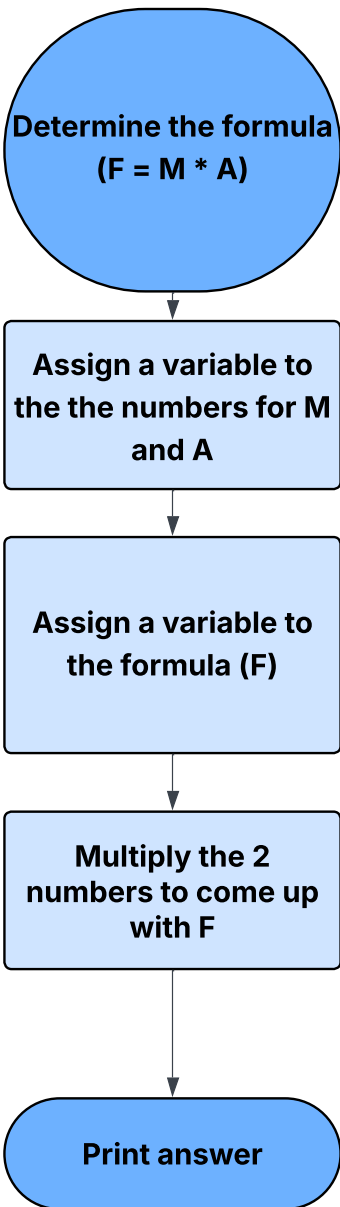 Determine the formula
(F = M * A)
Assign a variable to
the the numbers for M
and A
Assign a variable to
the formula (F)
Multiply the 2
numbers to come up
with F
Print answer